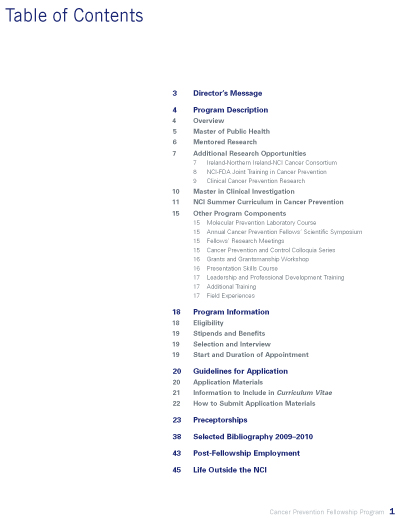 Table of Contents
3 Director's Message
4 Program Description
4 Overview
5 Master of Public Health
6 Mentored Research
7 Additional Research Opportunities
7 Ireland-Northern Ireland-NCI Cancer Consortium
8 NCI-FDA Joint Training in Cancer Prevention
9 Clinical Cancer Prevention Research
10 Master in Clinical Investigation
11 NCI Summer Curriculum in Cancer Prevention
15 Other Program Components
15 Molecular Prevention Laboratory Course
15 Annual Cancer Prevention Fellows' Scientific Symposium
15 Fellows' Research Meetings
15 Cancer Prevention and Control Colloquia Series
16 Grants and Grantsmanship Workshop
16 Presentation Skills Course
17 Leadership and Professional Development Training
17 Additional Training
17 Field Experiences
18 Program Information
18 Eligibility
19 Stipends and Benefits
19 Selection and Interview
19 Start and Duration of Appointment
20 Guidelines for Application
20 Application Materials
21 Information to Include in Curriculum Vitae
22 How to Submit Application Materials
23 Preceptorships
38 Selected Bibliography 2009–2010
43 Post-Fellowship Employment
45 Life Outside the NCI
Cancer Prevention Fellowship Program 1